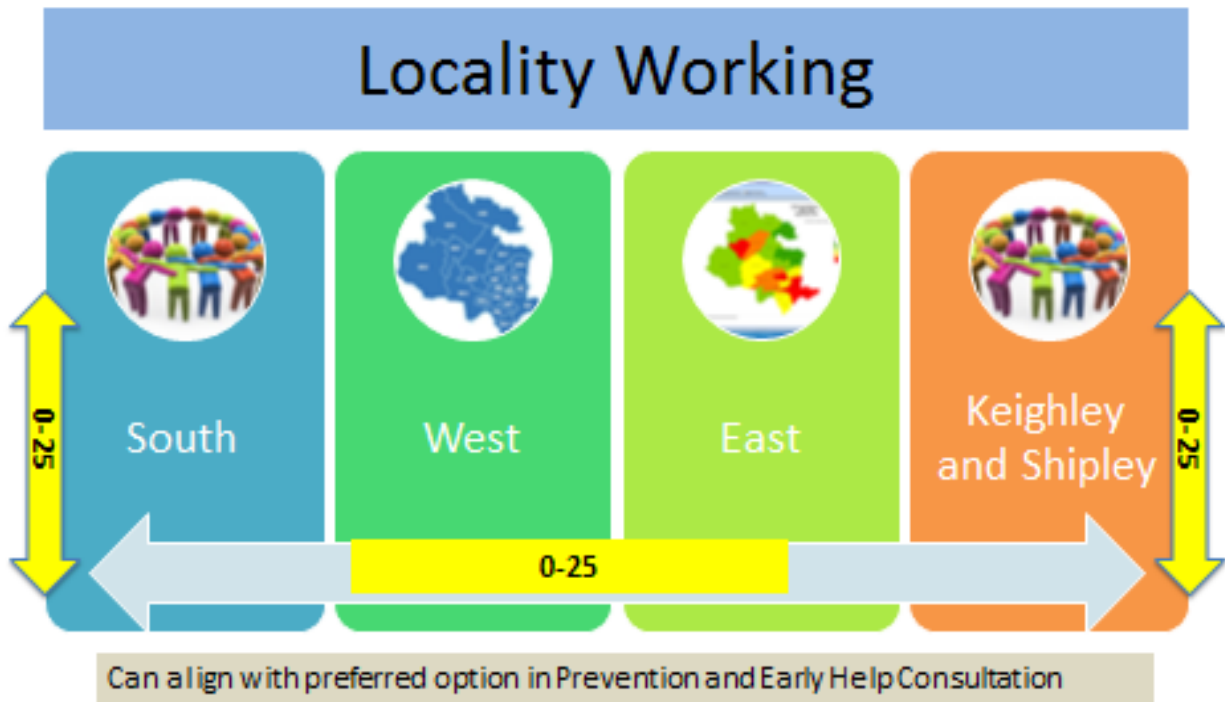 Locality Working
South
West
East
Keighley
and Shipley
0-25
0-25
0-25
Can align with preferred option in Prevention and Early Help Consultation